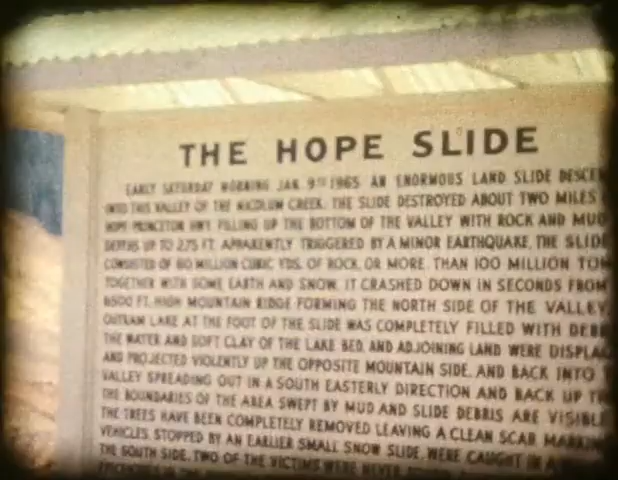 THE HOPE SLIDE
EARLY SATURDAY MORNING JAN. 9TH 1965 AN ENORMOUS LAND SLIDE DESCEN
INTO THIS VALLEY OF THE NICOLUM CREEK. THE SLIDE DESTROYED ABOUT TWO MILES
HOPE PRINCETON HWY. FILLING UP THE BOTTOM OF THE VALLEY WITH ROCK AND MUD
DEPTHS UP TO 275 FT. APPARENTLY TRIGGERED BY A MINOR EARTHQUAKE, THE SLIDE
CONSISTED OF 60 MILLION CUBIC YDS. OF ROCK, OR MORE THAN 100 MILLION TON
TOGETHER WITH SOME EARTH AND SNOW. IT CRASHED DOWN IN SECONDS FROM
6500 FT. HIGH MOUNTAIN RIDGE FORMING THE NORTH SIDE OF THE VALLEY.
OUTRAM LAKE AT THE FOOT OF THE SLIDE WAS COMPLETELY FILLED WITH DEBR
THE WATER AND SOFT CLAY OF THE LAKE BED, AND ADJOINING LAND WERE DISPLAC
AND PROJECTED VIOLENTLY UP THE OPPOSITE MOUNTAIN SIDE, AND BACK INTO
VALLEY SPREADING OUT IN A SOUTH EASTERLY DIRECTION AND BACK UP T
THE BOUNDARIES OF THE AREA SWEPT BY MUD AND SLIDE DEBRIS ARE VISIBLE
THE TREES HAVE BEEN COMPLETELY REMOVED LEAVING A CLEAN SCAR MARKIN
VEHICLES, STOPPED BY AN EARLIER SMALL SNOW SLIDE, WERE CAUGHT IN
THE SOUTH SIDE. TWO OF THE VICTIMS WERE NEVER